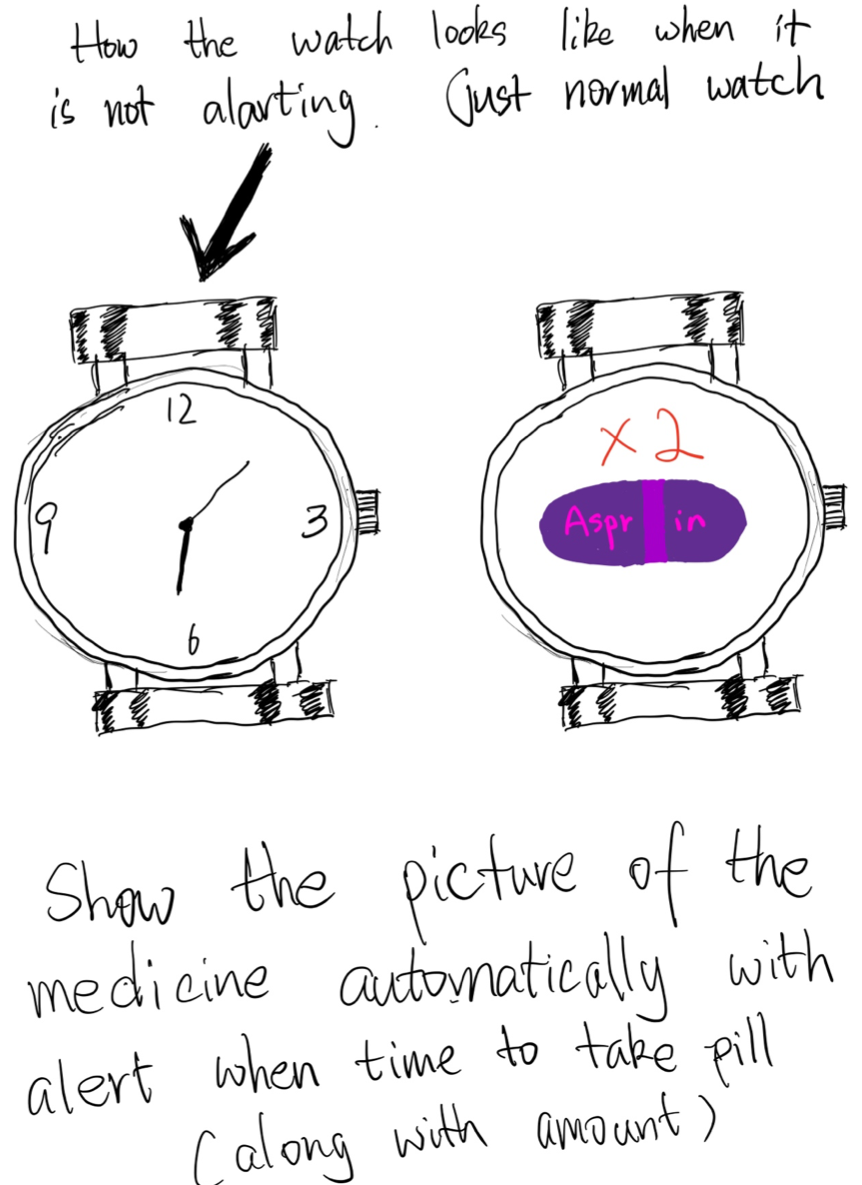 How the watch looks like when it
is not alarting. (just normal watch
12
9
3
6
x 2
Aspr in
Show the picture of the
medicine automatically with
alert when time to take pill
(along with amount)